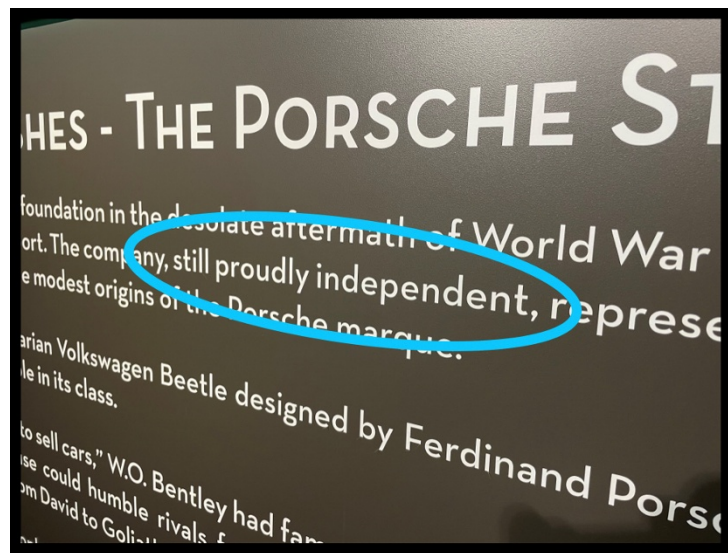 HES - THE PORSCHE ST
foundation in the desolate aftermath of World War
ort. The company, still proudly independent, represe
e modest origins of the Porsche marque.
arian Volkswagen Beetle designed by Ferdinand Pors
le in its class.
to sell cars,” W.O. Bentley had fam
se could humble rivals
om David to Goliath